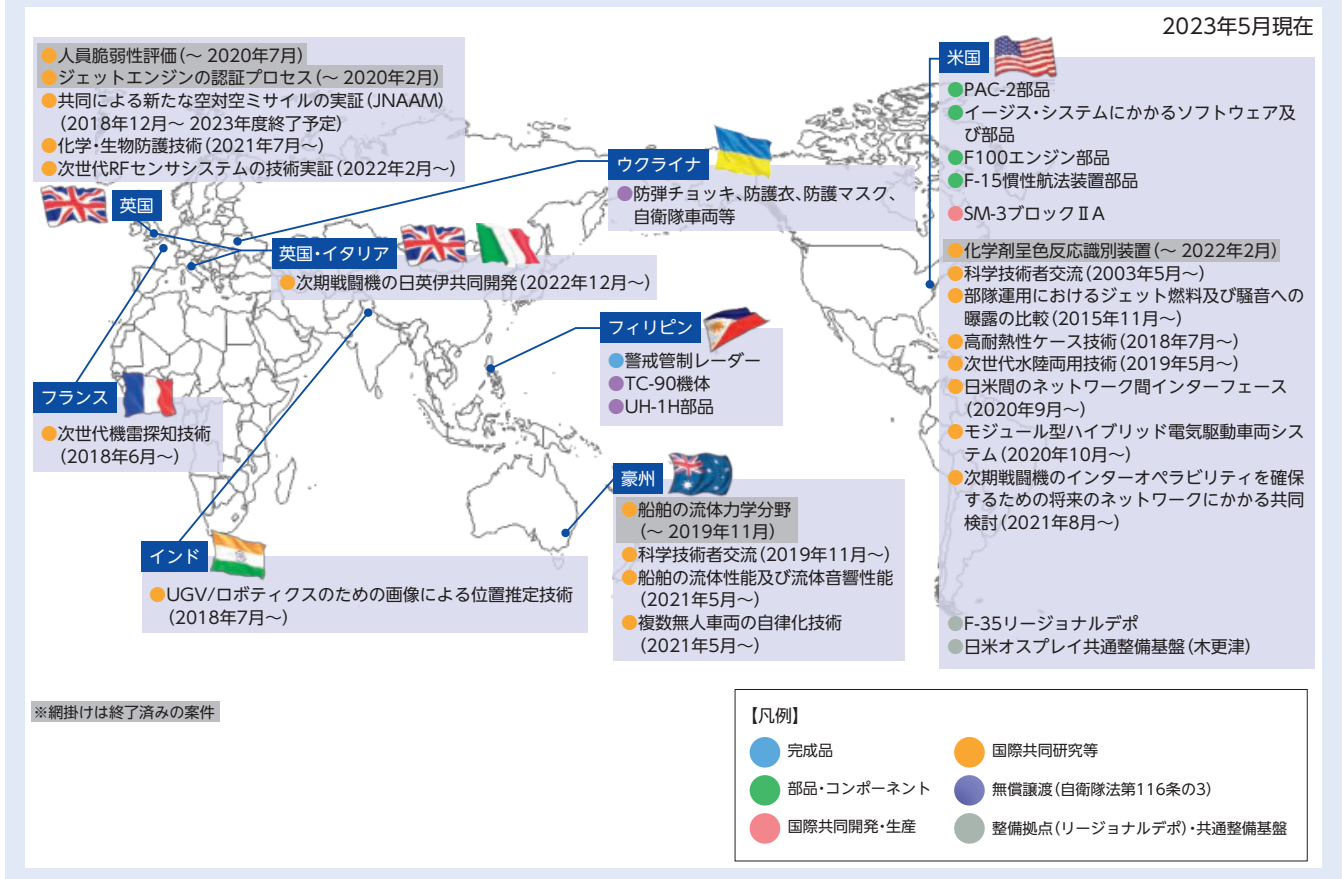 2023年5月現在
●人員脆弱性評価(～2020年7月)
●ジェットエンジンの認証プロセス(～2020年2月)
●共同による新たな空対空ミサイルの実証(JNAAM)
(2018年12月～2023年度終了予定)
●化学・生物防護技術(2021年7月～)
●次世代RFセンサシステムの技術実証(2022年2月～)
英国
ウクライナ
●防弾チョッキ、防護衣、防護マスク、
自衛隊車両等
英国・イタリア
●次期戦闘機の日英伊共同開発(2022年12月～)
フィリピン
●警戒管制レーダー
●TC-90機体
●UH-1H部品
フランス
●次世代機雷探知技術
(2018年6月～)
インド
●UGV/ロボティクスのための画像による位置推定技術
(2018年7月～)
豪州
●船舶の流体力学分野
(～2019年11月)
●科学技術者交流(2019年11月～)
●船舶の流体性能及び流体音響性能
(2021年5月～)
●複数無人車両の自律化技術
(2021年5月～)
米国
●PAC-2部品
●イージス・システムにかかるソフトウェア及
び部品
●F100エンジン部品
●F-15慣性航法装置部品
●SM-3ブロックⅡA
●化学剤呈色反応識別装置(～2022年2月)
●科学技術者交流(2003年5月～)
●部隊運用におけるジェット燃料及び騒音への
曝露の比較(2015年11月～)
●高耐熱性ケース技術(2018年7月～)
●次世代水陸両用技術(2019年5月～)
●日米間のネットワーク間インターフェース
(2020年9月～)
●モジュール型ハイブリッド電気駆動車両シス
テム(2020年10月～)
●次期戦闘機のインターオペラビリティを確保
するための将来のネットワークにかかる共同
検討(2021年8月～)
●F-35リージョナルデポ
●日米オスプレイ共通整備基盤(木更津)
※網掛けは終了済みの案件
【凡例】
完成品
部品・コンポーネント
国際共同開発・生産
国際共同研究等
無償譲渡(自衛隊法第116条の3)
整備拠点(リージョナルデポ)・共通整備基盤